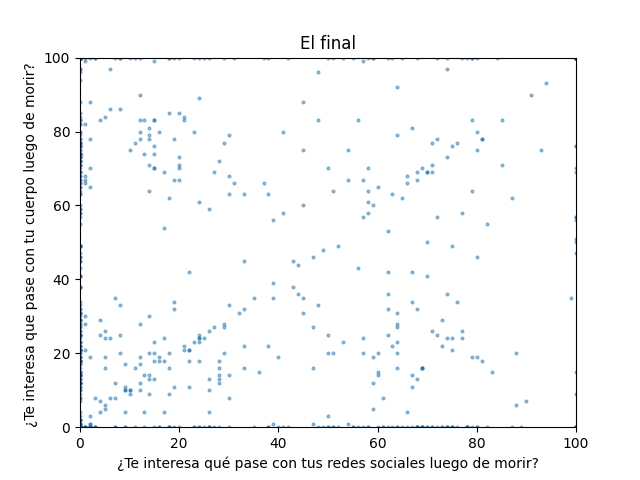 El final
¿Te interesa que pase con tu cuerpo luego de morir?
100
80
60
40
20
0
0 20 40 60 80 100
¿Te interesa qué pase con tus redes sociales luego de morir?